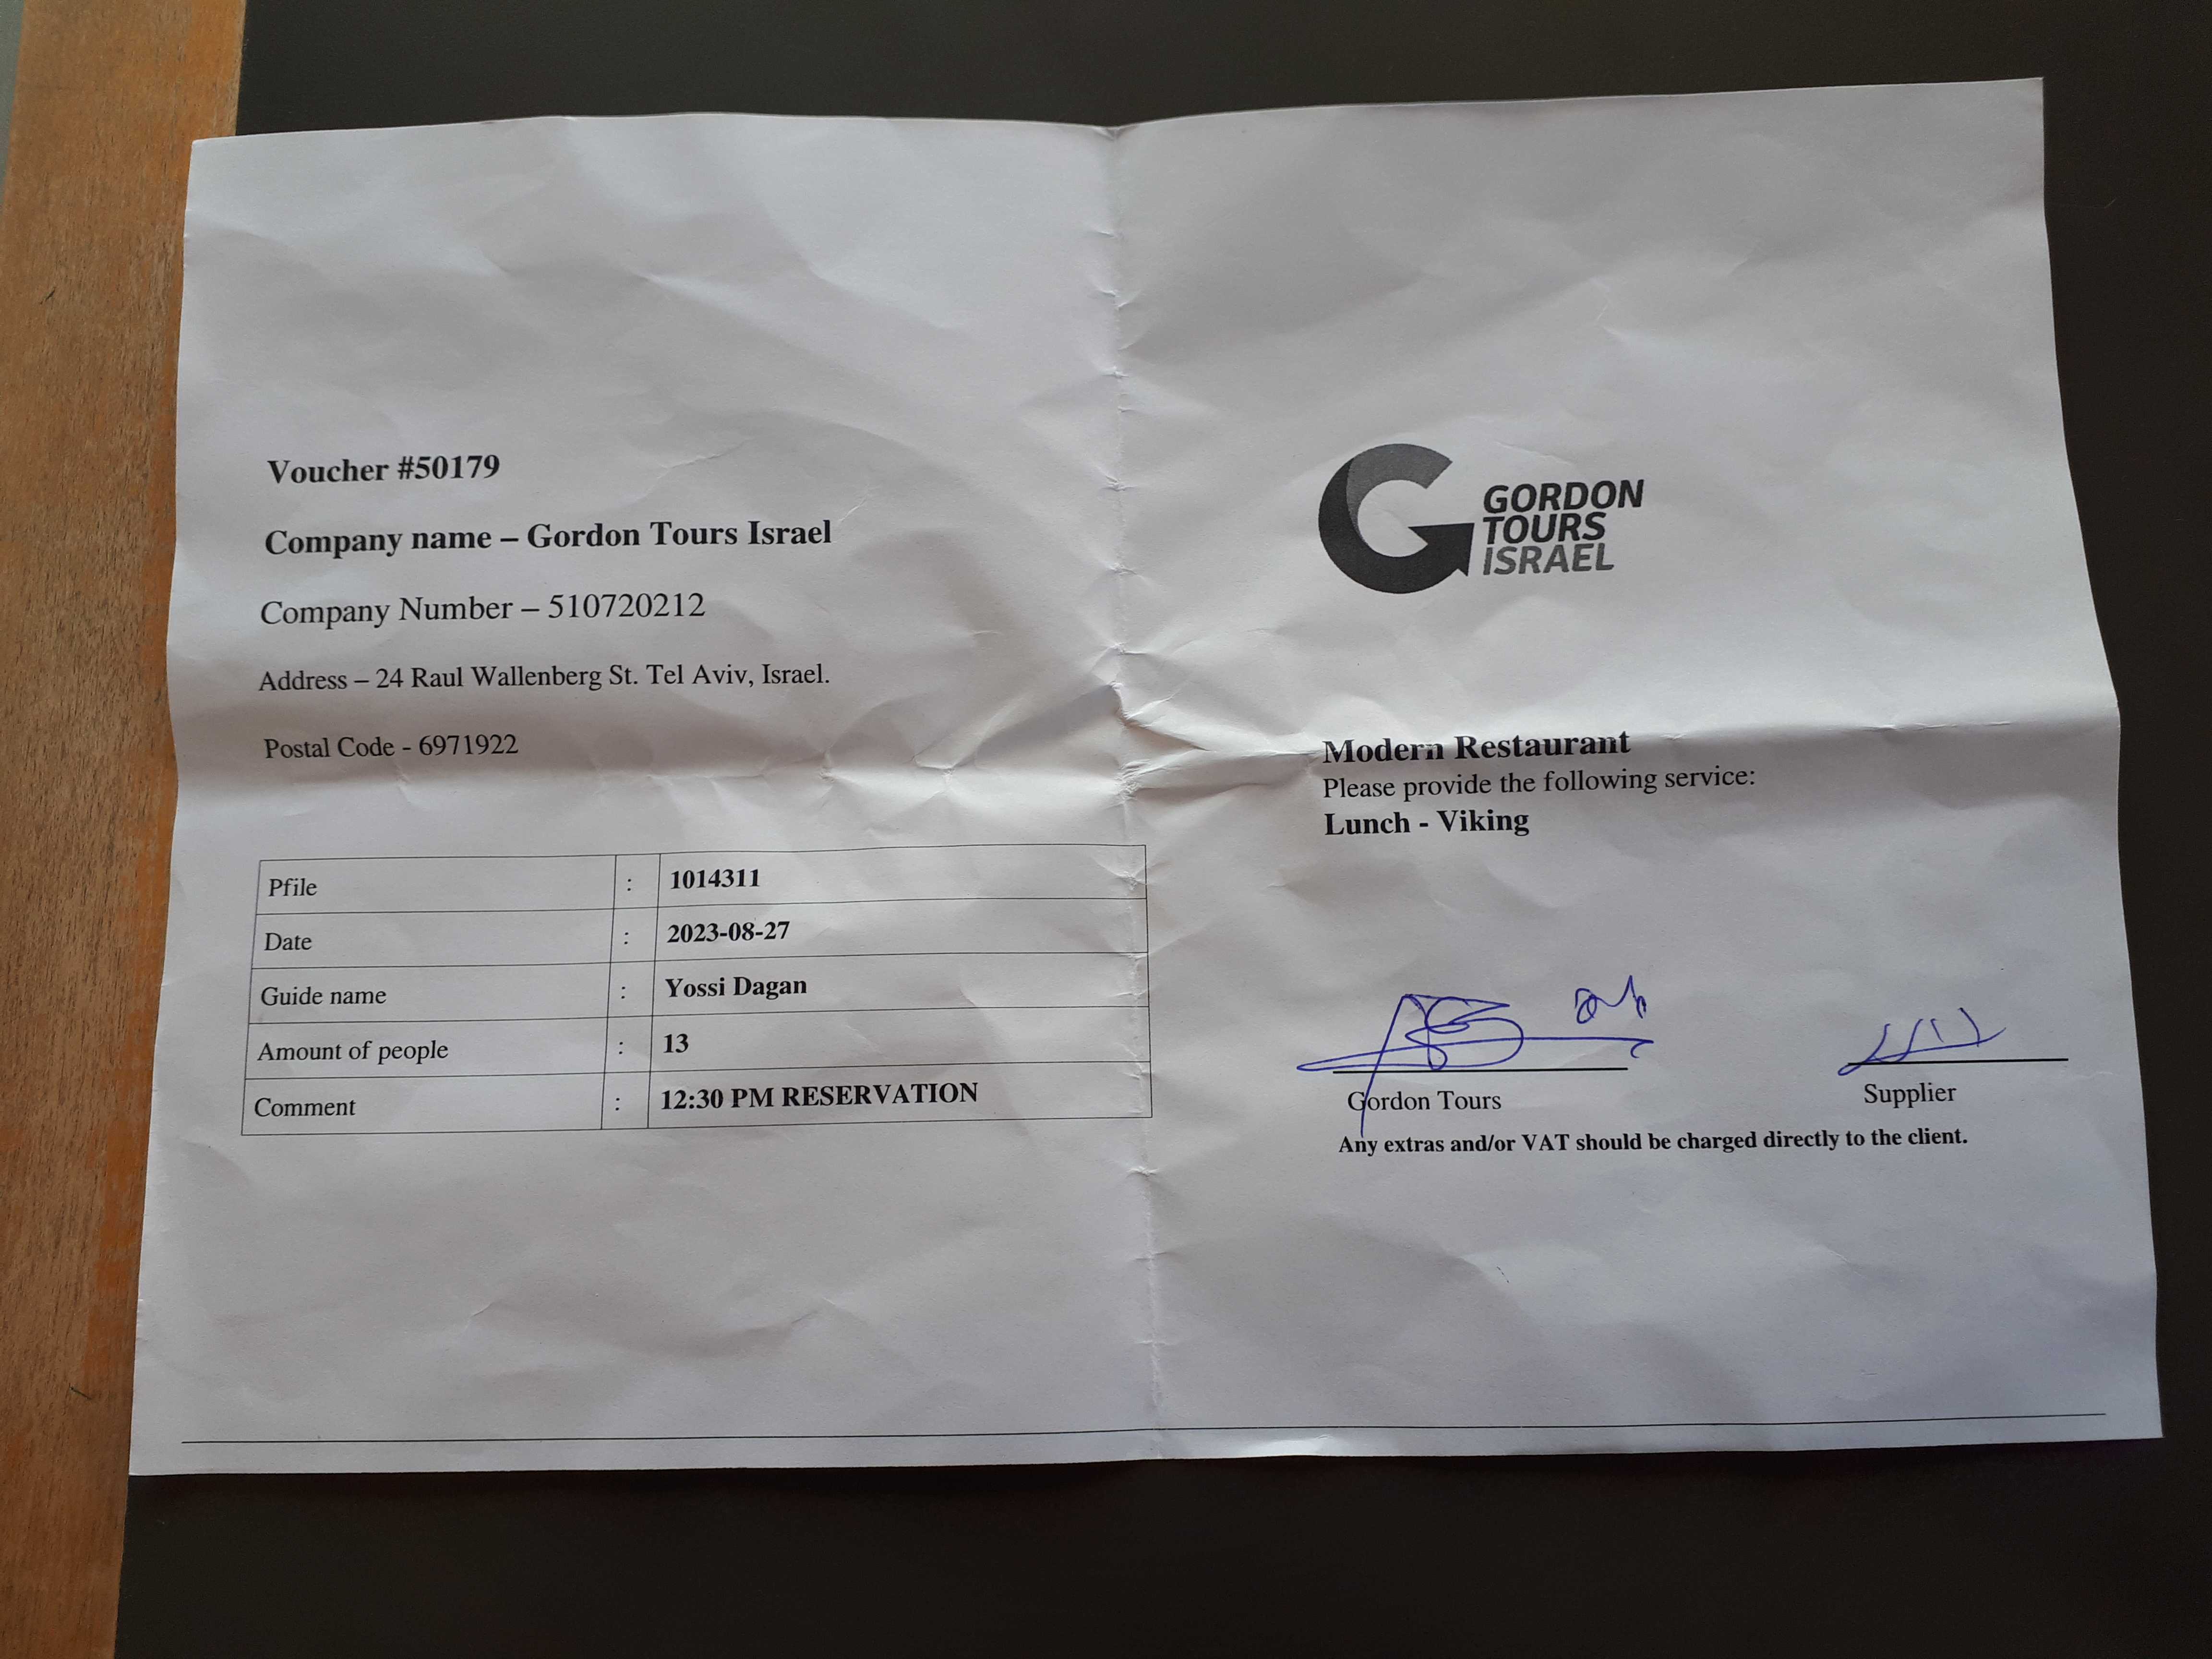 Voucher #50179
Company name – Gordon Tours Israel
Company Number – 510720212
Address – 24 Raul Wallenberg St. Tel Aviv, Israel.
Postal Code - 6971922
Pfile : 1014311
Date : 2023-08-27
Guide name : Yossi Dagan
Amount of people : 13
Comment : 12:30 PM RESERVATION
GORDON
TOURS
ISRAEL
Modern Restaurant
Please provide the following service:
Lunch - Viking
Gordon Tours
Supplier
Any extras and/or VAT should be charged directly to the client.